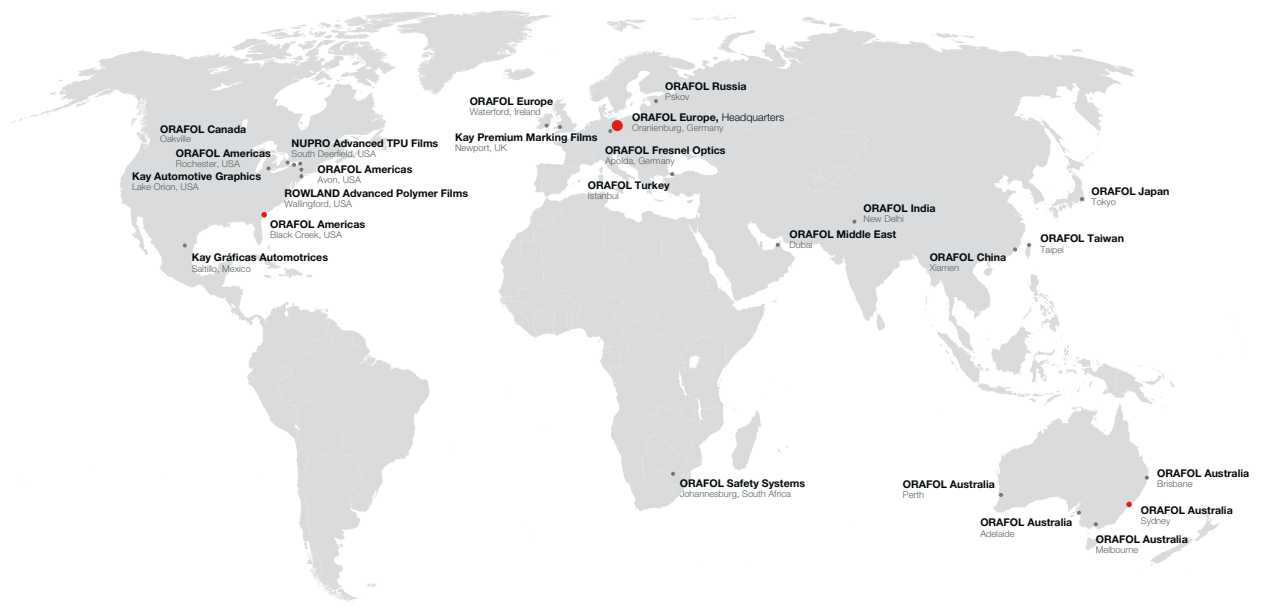 ORAFOL Canada
Oakville
ORAFOL Americas
Rochester, USA
Kay Automotive Graphics
Lake Orion, USA
NUPRO Advanced TPU Films
South Deerfield, USA
ORAFOL Americas
Avon, USA
ROWLAND Advanced Polymer Films
Wallingford, USA
ORAFOL Americas
Black Creek, USA
Kay Gráficas Automotrices
Saltillo, Mexico
ORAFOL Europe
Waterford, Ireland
Kay Premium Marking Films
Newport, UK
ORAFOL Russia
Pskov
ORAFOL Europe, Headquarters
Oranienburg, Germany
ORAFOL Fresnel Optics
Apolda, Germany
ORAFOL Turkey
Istanbul
ORAFOL India
New Delhi
ORAFOL Middle East
Dubai
ORAFOL Japan
Tokyo
ORAFOL Taiwan
Taipei
ORAFOL China
Xiamen
ORAFOL Safety Systems
Johannesburg, South Africa
ORAFOL Australia
Perth
ORAFOL Australia
Brisbane
ORAFOL Australia
Sydney
ORAFOL Australia
Adelaide
ORAFOL Australia
Melbourne